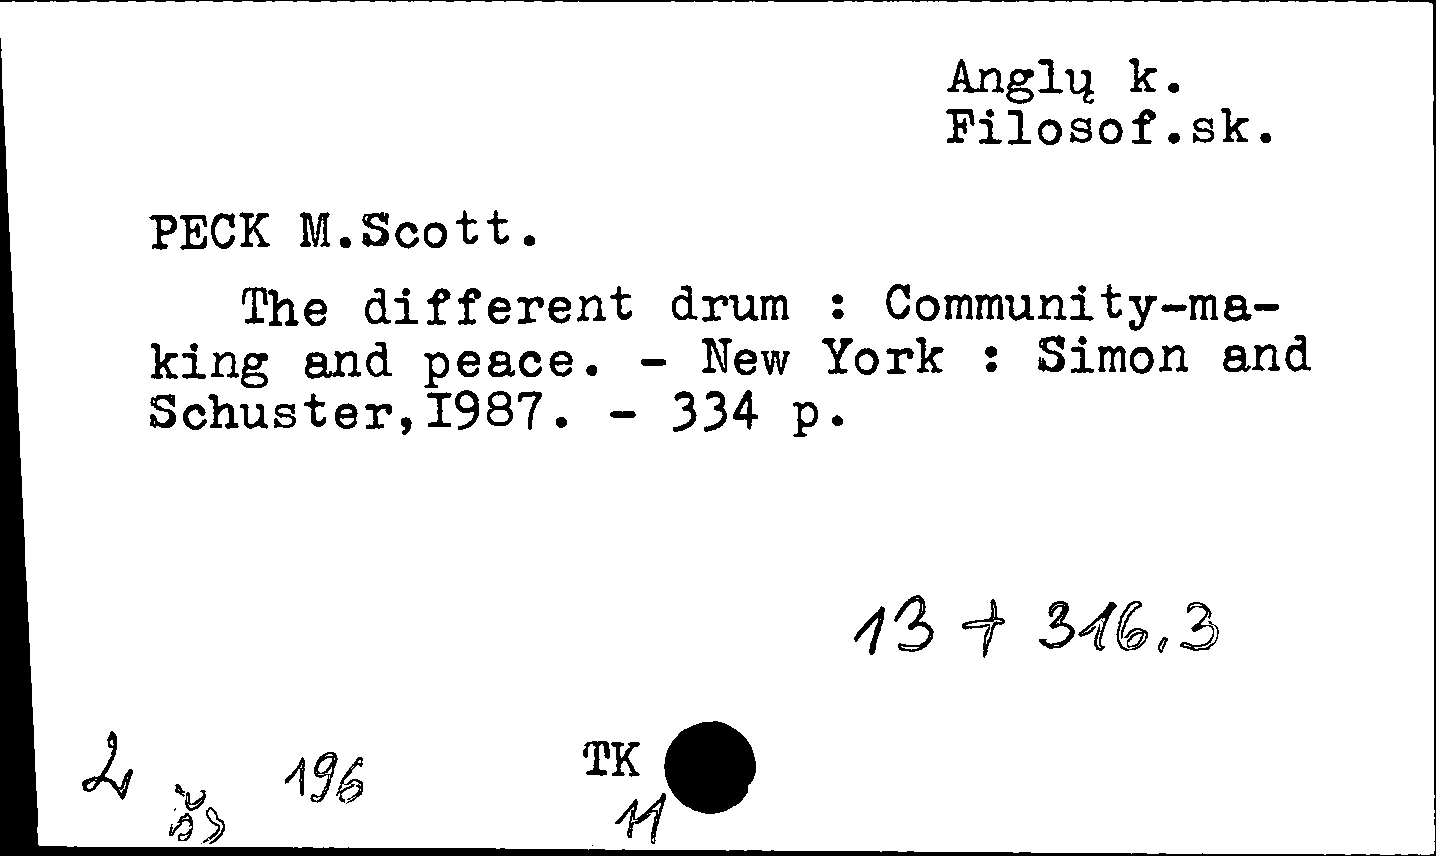 Anglų k.
Filosof.sk.
PECK M.Scott.
The different drum : Community-ma-
king and peace. - New York : Simon and
Schuster,I987. - 334 p.
13 + 316.3
2 196 TK
11